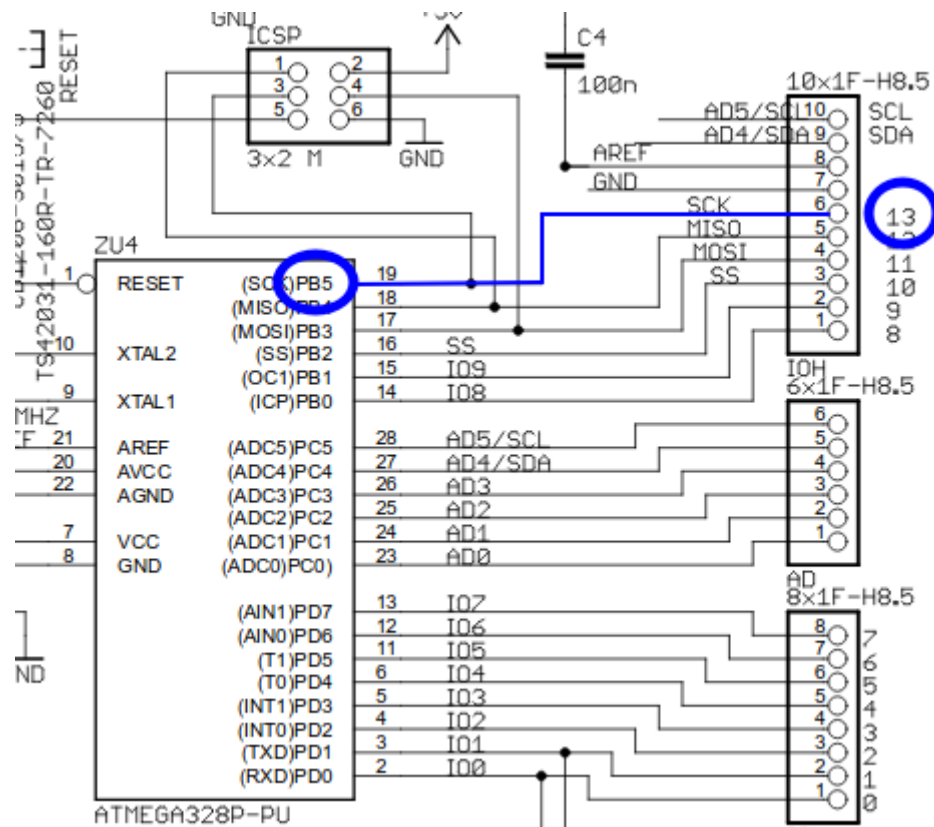 GND
ICSP
1 2
3 4
5 6
3x2 M
GND
RESET
TS42031-160R-TR-7260
C4
100n
10x1F-H8.5
AD5/SCL 10 SCL
AD4/SDA 9 SDA
AREF 8
GND 7
SCK 6 13
MISO 5
MOSI 4 11
SS 3 10
2 9
1 8
IOH
ZU4
1 RESET (SCK)PB5 19
(MISO)PB4 18
(MOSI)PB3 17
10 XTAL2 (SS)PB2 16 SS
(OC1)PB1 15 IO9
9 XTAL1 (ICP)PB0 14 IO8
MHZ
21 AREF (ADC5)PC5 28 AD5/SCL
20 AVCC (ADC4)PC4 27 AD4/SDA
22 AGND (ADC3)PC3 26 AD3
(ADC2)PC2 25 AD2
7 VCC (ADC1)PC1 24 AD1
8 GND (ADC0)PC0) 23 AD0
6x1F-H8.5
6
5
4
3
2
1
AD
(AIN1)PD7 13 IO7
(AIN0)PD6 12 IO6
(T1)PD5 11 IO5
(T0)PD4 6 IO4
(INT1)PD3 5 IO3
(INT0)PD2 4 IO2
(TXD)PD1 3 IO1
(RXD)PD0 2 IO0
8x1F-H8.5
8 7
7 6
6 5
5 4
4 3
3 2
2 1
1 0
ND
ATMEGA328P-PU